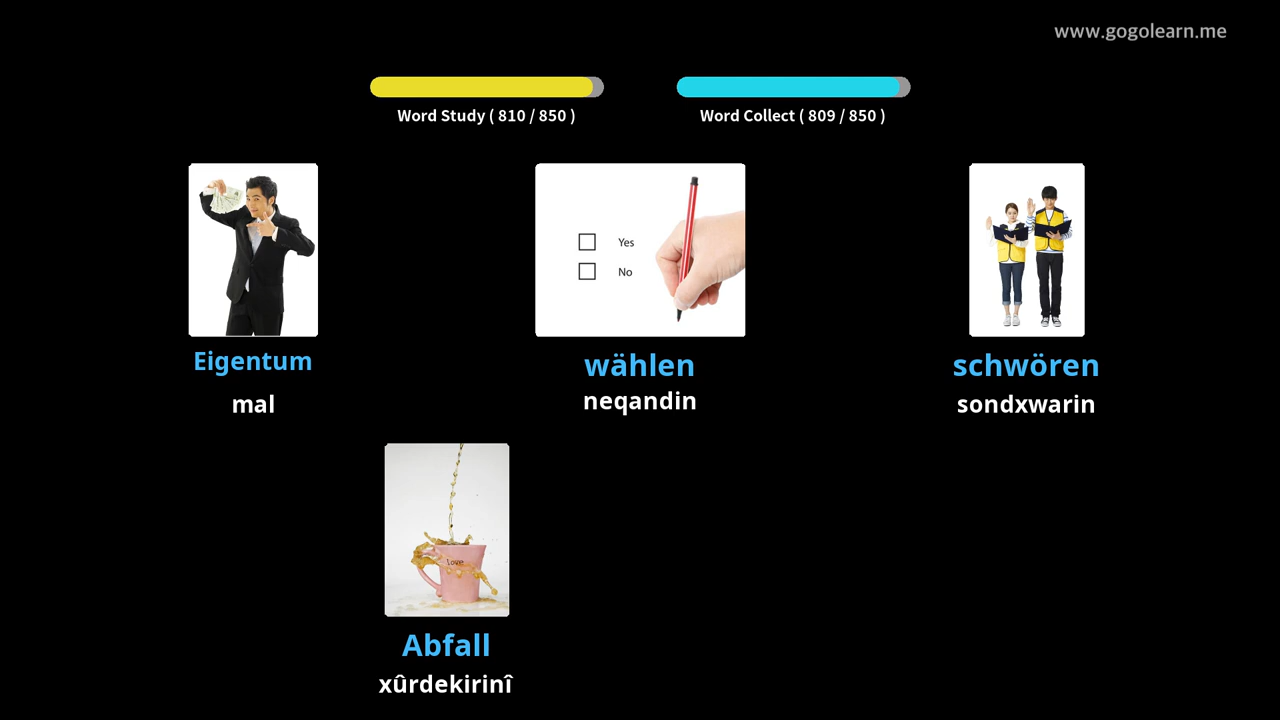 www.gogolearn.me
Word Study ( 810 / 850 )
Word Collect ( 809 / 850 )
Yes
No
Eigentum
mal
wählen
neqandin
schwören
sondxwarin
love
Abfall
xûrdekirinî